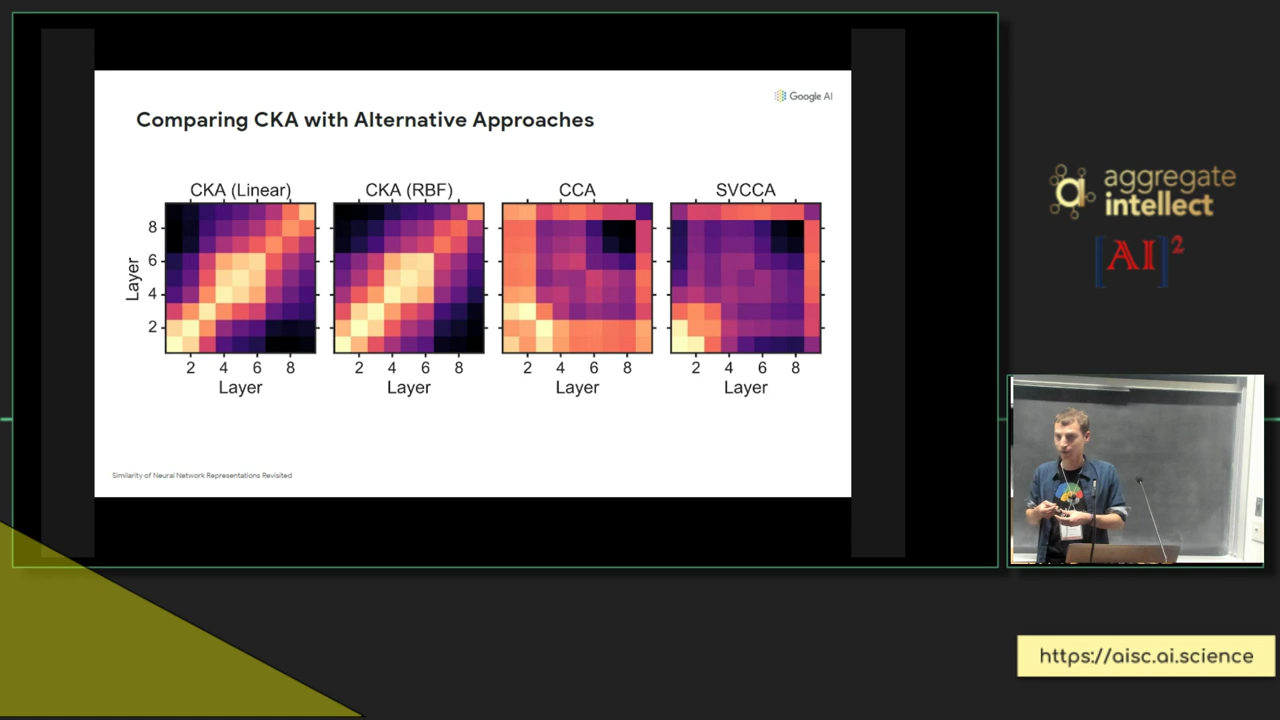 Google AI
Comparing CKA with Alternative Approaches
CKA (Linear)
CKA (RBF)
CCA
SVCCA
Layer
8
6
4
2
2 4 6 8
2 4 6 8
2 4 6 8
2 4 6 8
Layer
Layer
Layer
Layer
Similarity of Neural Network Representations Revisited
aggregate
intellect
[AI]²
https://aisc.ai.science